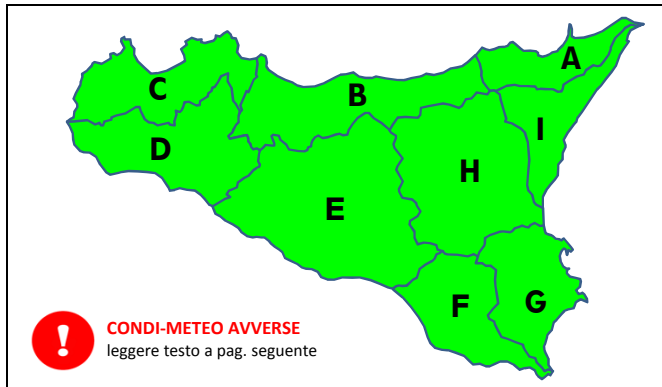 A
C
B
I
D
H
E
F
G
!
CONDI-METEO AVVERSE
leggere testo a pag. seguente